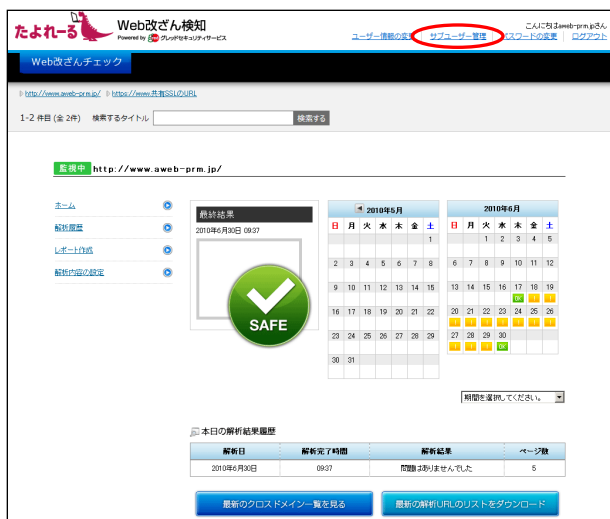 たよれーる Web改ざん検知
Powered by グレッドセキュリティサービス
こんにちはaweb-prm.jpさん
ユーザー情報の変更 | サブユーザー管理 | パスワードの変更 | ログアウト
Web改ざんチェック
http://www.aweb-prm.jp/ https://www.共有SSLのURL
1-2 件目 (全 2件) 検索するタイトル 検索する
監視中 http://www.aweb-prm.jp/
ホーム
解析履歴
レポート作成
解析内容の設定
最終結果
2010年6月30日 09:37
SAFE
2010年5月
日 月 火 水 木 金 土
1
2 3 4 5 6 7 8
9 10 11 12 13 14 15
16 17 18 19 20 21 22
23 24 25 26 27 28 29
30 31
2010年6月
日 月 火 水 木 金 土
1 2 3 4 5
6 7 8 9 10 11 12
13 14 15 16 17 18 19
OK ! !
20 21 22 23 24 25 26
! ! ! ! ! ! !
27 28 29 30
! ! ! OK
期間を選択してください。
本日の解析結果履歴
解析日 解析完了時間 解析結果 ページ数
2010年6月30日 09:37 問題はありませんでした 5
最新のクロスドメイン一覧を見る 最新の解析URLのリストをダウンロード